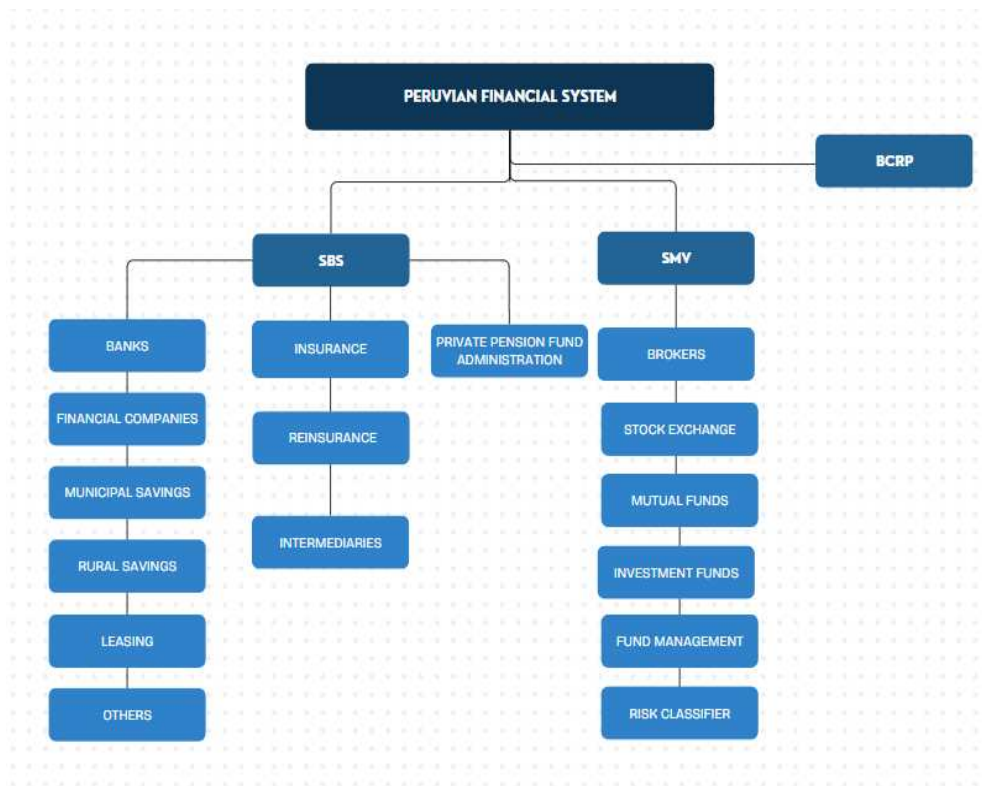 PERUVIAN FINANCIAL SYSTEM
BCRP
SBS
SMV
BANKS
INSURANCE
PRIVATE PENSION FUND
ADMINISTRATION
BROKERS
FINANCIAL COMPANIES
REINSURANCE
STOCK EXCHANGE
MUNICIPAL SAVINGS
MUTUAL FUNDS
INTERMEDIARIES
RURAL SAVINGS
INVESTMENT FUNDS
LEASING
FUND MANAGEMENT
OTHERS
RISK CLASSIFIER